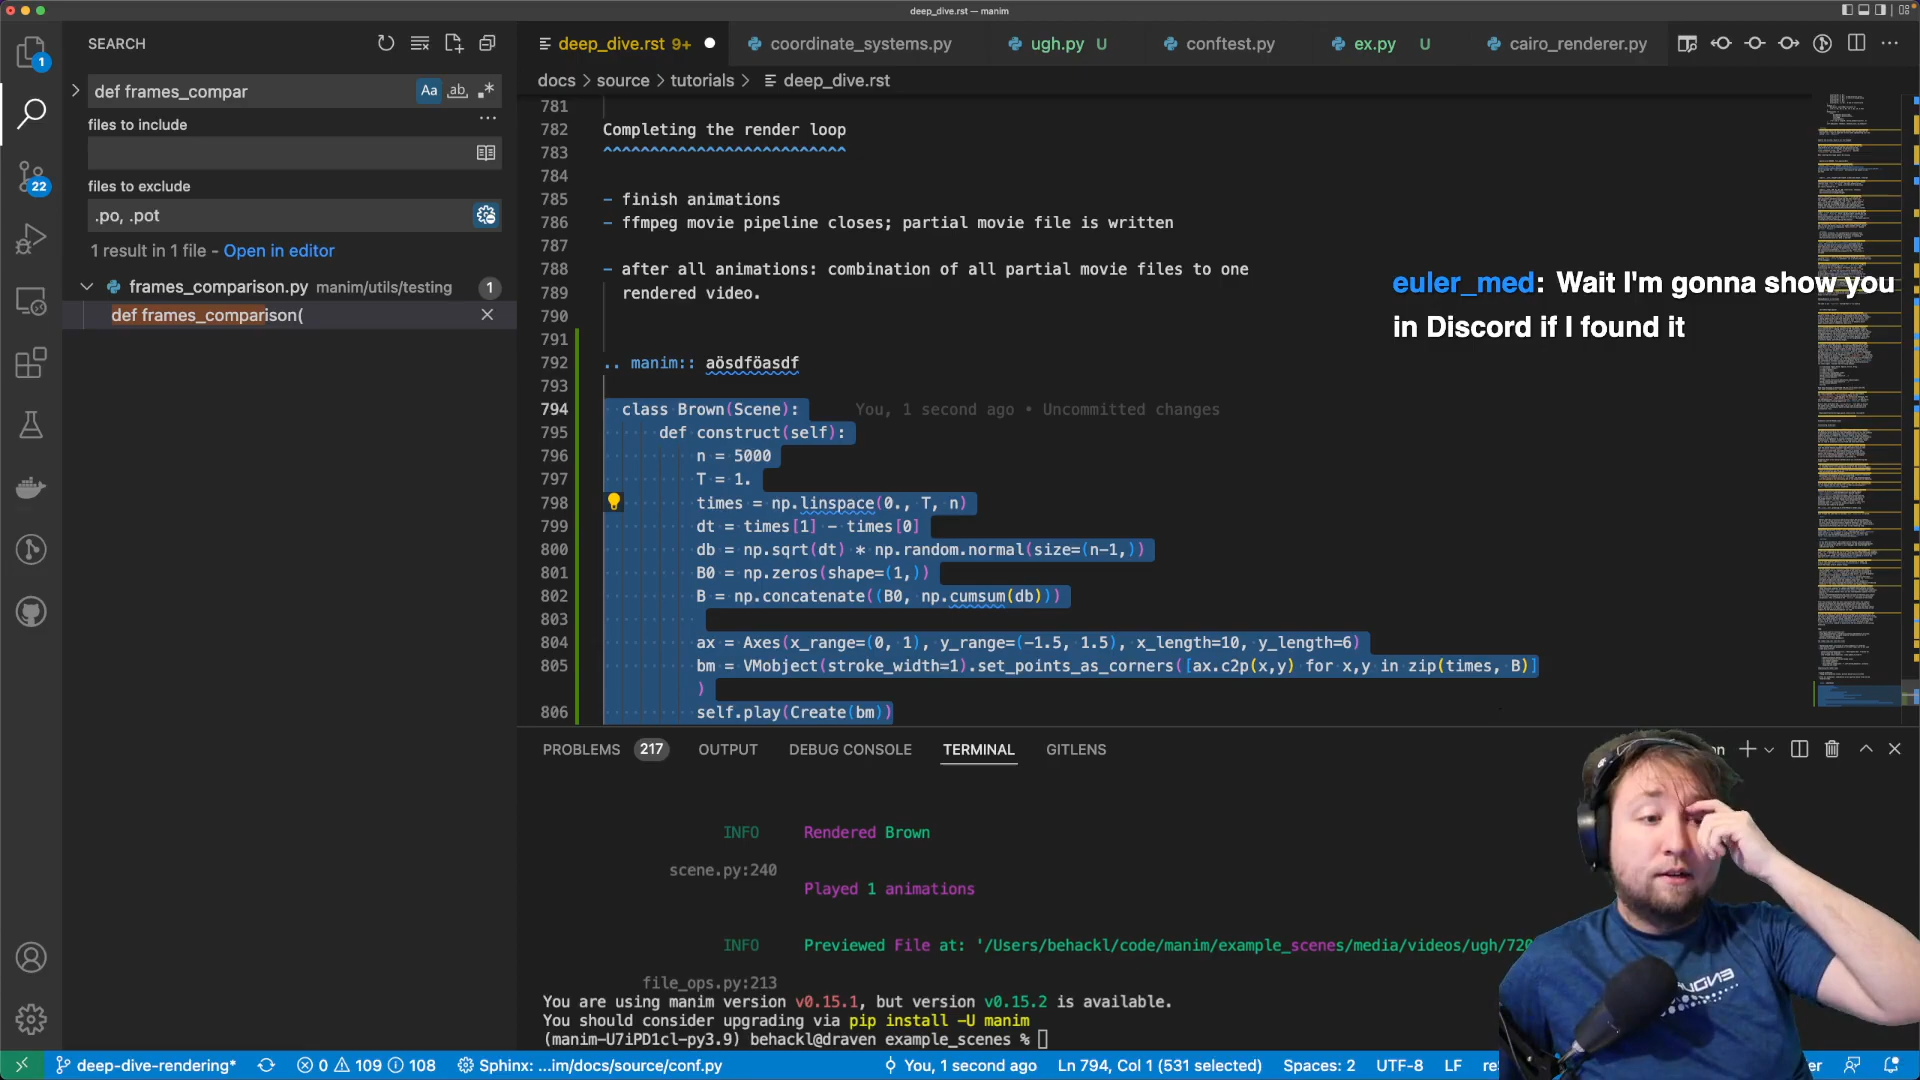 deep_dive.rst — manim
SEARCH
deep_dive.rst 9+
coordinate_systems.py
ugh.py U
conftest.py
ex.py U
cairo_renderer.py
docs > source > tutorials > deep_dive.rst
1
def frames_compar
Aa
ab
files to include
files to exclude
.po, .pot
1 result in 1 file - Open in editor
frames_comparison.py manim/utils/testing 1
def frames_comparison(
22
781
782 Completing the render loop
783 ^^^^^^^^^^^^^^^^^^^^^^^^^^
784
785 - finish animations
786 - ffmpeg movie pipeline closes; partial movie file is written
787
788 - after all animations: combination of all partial movie files to one
789 rendered video.
790
791
792 .. manim:: aösdföasdf
793
794 class Brown(Scene): You, 1 second ago • Uncommitted changes
795 def construct(self):
796 n = 5000
797 T = 1.
798 times = np.linspace(0., T, n)
799 dt = times[1] - times[0]
800 db = np.sqrt(dt) * np.random.normal(size=(n-1,))
801 B0 = np.zeros(shape=(1,))
802 B = np.concatenate((B0, np.cumsum(db)))
803
804 ax = Axes(x_range=(0, 1), y_range=(-1.5, 1.5), x_length=10, y_length=6)
805 bm = VMobject(stroke_width=1).set_points_as_corners([ax.c2p(x,y) for x,y in zip(times, B)]
)
806 self.play(Create(bm))
euler_med: Wait I'm gonna show you
in Discord if I found it
PROBLEMS 217 OUTPUT DEBUG CONSOLE TERMINAL GITLENS
INFO Rendered Brown
scene.py:240
Played 1 animations
INFO Previewed File at: '/Users/behackl/code/manim/example_scenes/media/videos/ugh/720
file_ops.py:213
You are using manim version v0.15.1, but version v0.15.2 is available.
You should consider upgrading via pip install -U manim
(manim-U7iPD1cl-py3.9) behackl@draven example_scenes %
deep-dive-rendering* 0 109 108 Sphinx: ...im/docs/source/conf.py You, 1 second ago Ln 794, Col 1 (531 selected) Spaces: 2 UTF-8 LF